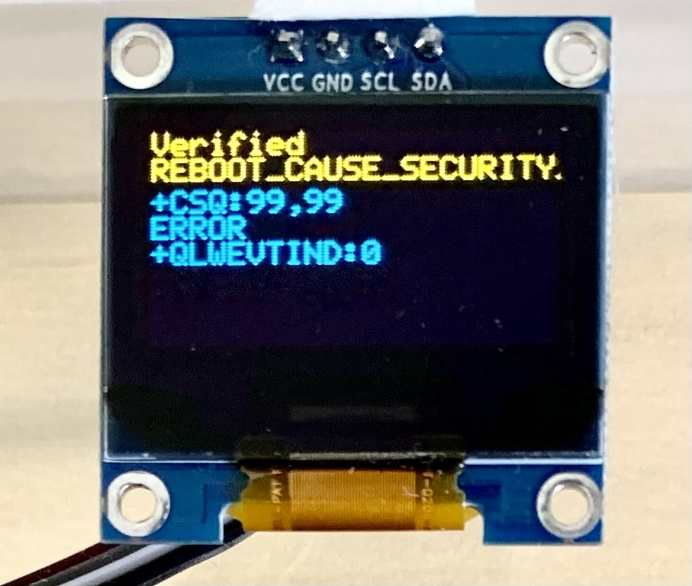 VCC GND SCL SDA
Verified
REBOOT_CAUSE_SECURITY.
+CSQ:99,99
ERROR
+QLWEVTIND:0